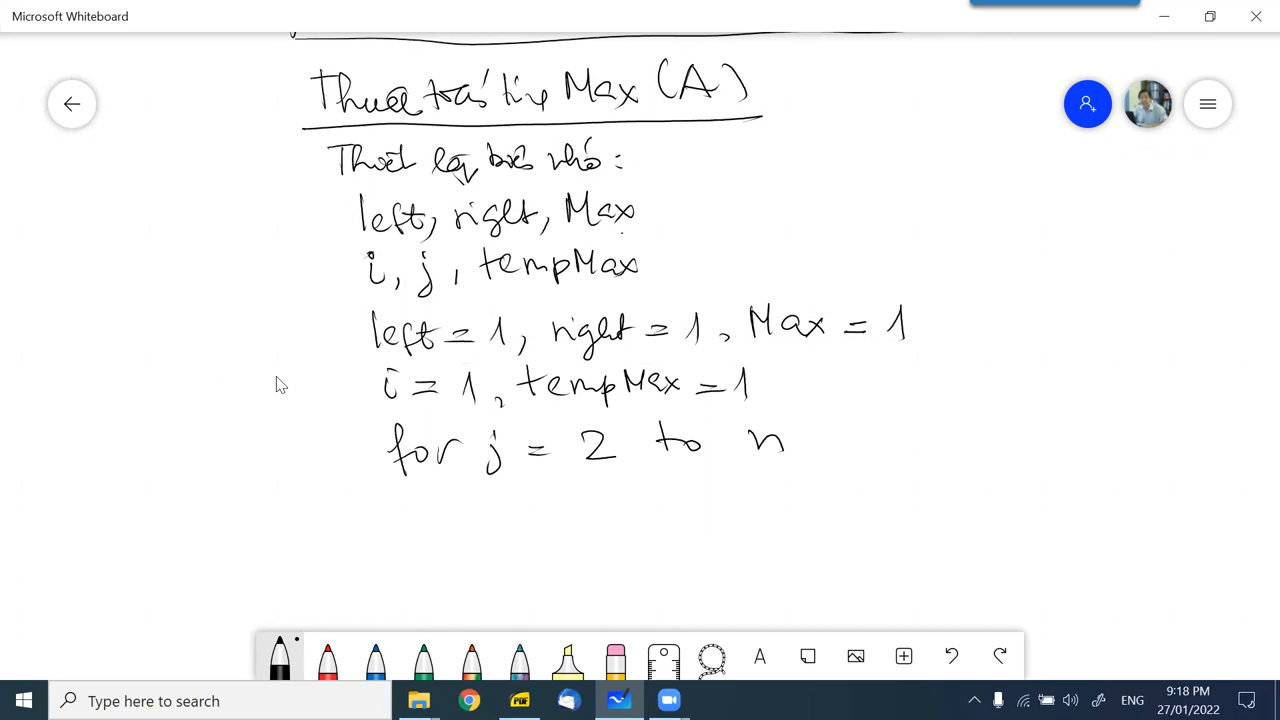 Microsoft Whiteboard
Thuật toán tìm Max (A)
Thiết lập biến nhớ:
left, right, Max
i, j, tempMax
left = 1, right = 1, Max = 1
i = 1, tempMax = 1
for j = 2 to n
A
PDF
Type here to search
ENG
9:18 PM
27/01/2022